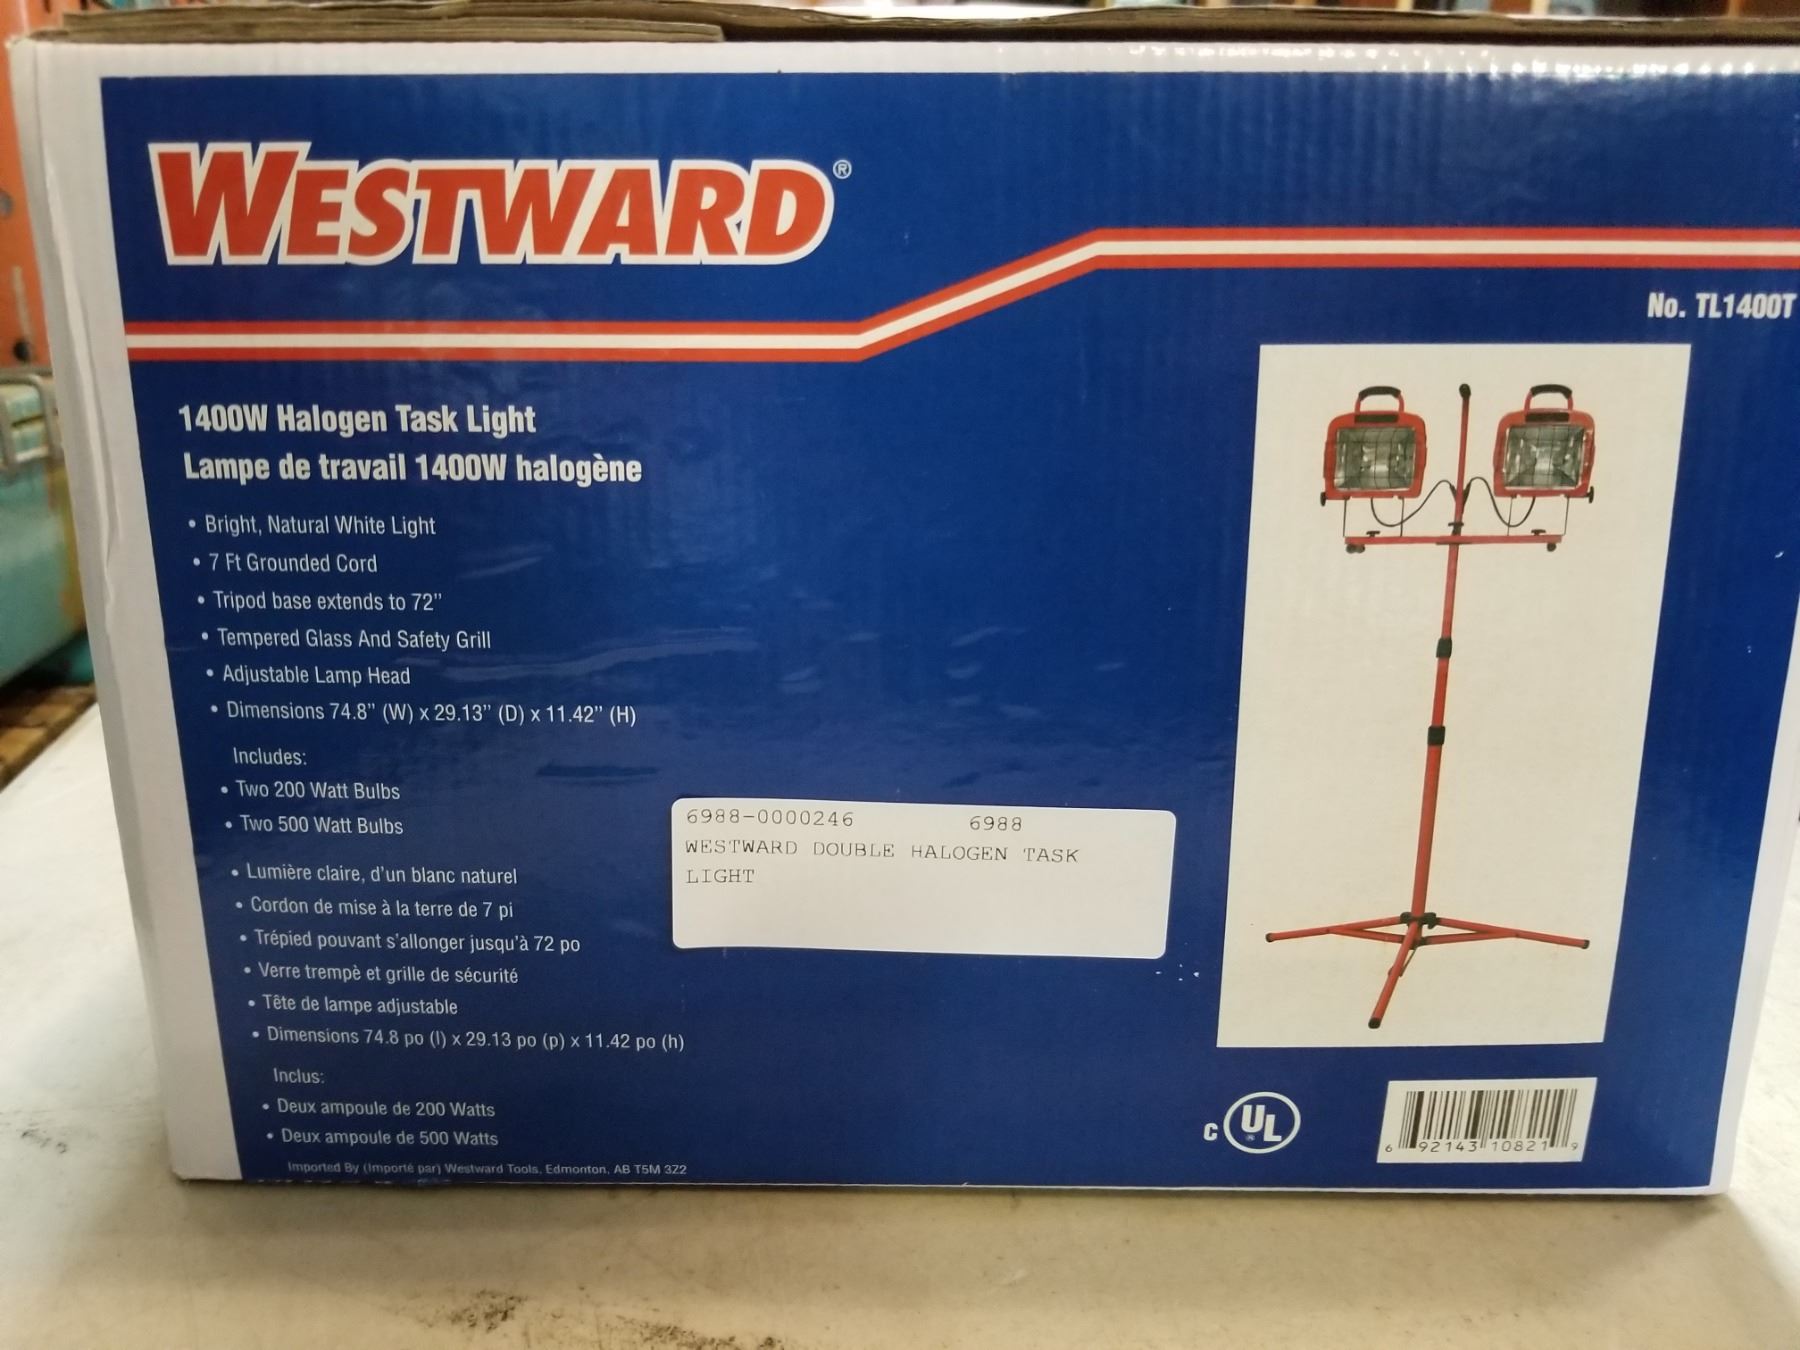 WESTWARD®
No. TL1400T
1400W Halogen Task Light
Lampe de travail 1400W halogène
• Bright, Natural White Light
• 7 Ft Grounded Cord
• Tripod base extends to 72"
• Tempered Glass And Safety Grill
• Adjustable Lamp Head
• Dimensions 74.8" (W) x 29.13" (D) x 11.42" (H)
Includes:
• Two 200 Watt Bulbs
• Two 500 Watt Bulbs
• Lumière claire, d'un blanc naturel
• Cordon de mise à la terre de 7 pi
• Trépied pouvant s'allonger jusqu'à 72 po
• Verre trempè et grille de sécurité
• Tête de lampe adjustable
• Dimensions 74.8 po (l) x 29.13 po (p) x 11.42 po (h)
Inclus:
• Deux ampoule de 200 Watts
• Deux ampoule de 500 Watts
Imported By (Importé par) Westward Tools, Edmonton, AB T5M 3Z2
6988-0000246 6988
WESTWARD DOUBLE HALOGEN TASK
LIGHT
C UL ®
6 92143 10821 9